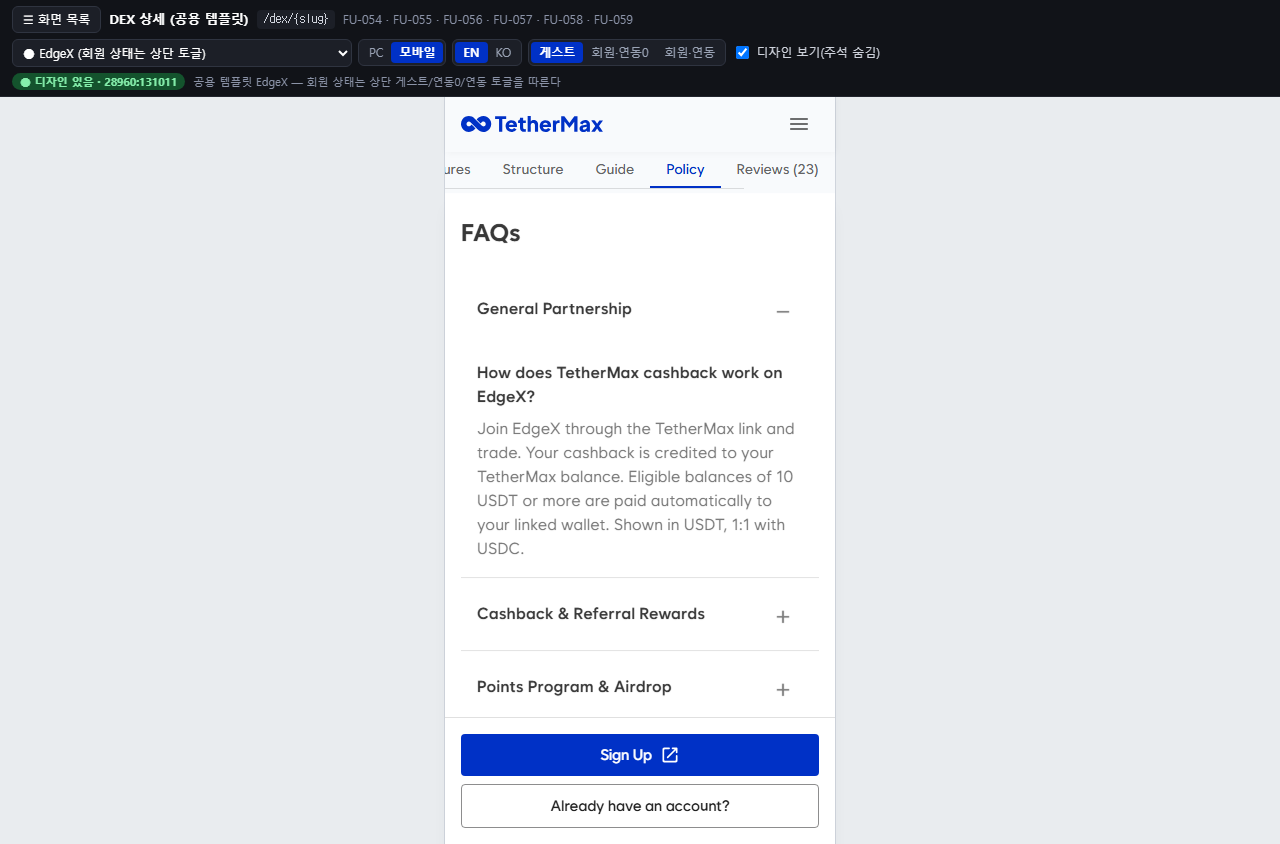 ☰ 화면 목록 DEX 상세 (공용 템플릿) /dex/{slug} FU-054 · FU-055 · FU-056 · FU-057 · FU-058 · FU-059
● EdgeX (회원 상태는 상단 토글) PC 모바일 EN KO 게스트 회원·연동0 회원·연동 디자인 보기(주석 숨김)
● 디자인 있음 · 28960:131011 공용 템플릿 EdgeX — 회원 상태는 상단 게스트/연동0/연동 토글을 따른다
TetherMax
ures Structure Guide Policy Reviews (23)
FAQs
General Partnership
How does TetherMax cashback work on
EdgeX?
Join EdgeX through the TetherMax link and
trade. Your cashback is credited to your
TetherMax balance. Eligible balances of 10
USDT or more are paid automatically to
your linked wallet. Shown in USDT, 1:1 with
USDC.
Cashback & Referral Rewards
Points Program & Airdrop
Sign Up
Already have an account?